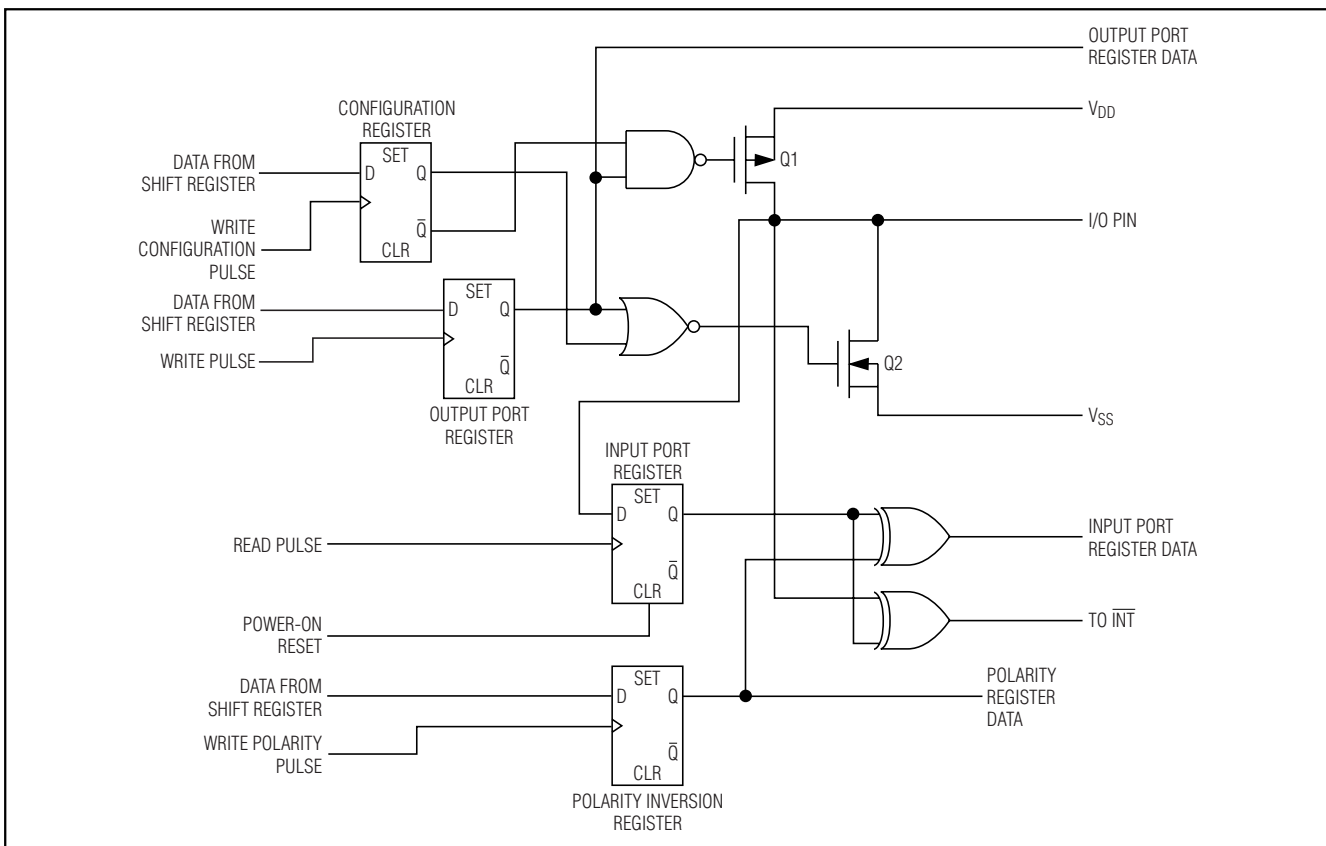 OUTPUT PORT
REGISTER DATA
CONFIGURATION
REGISTER
V_DD
DATA FROM
SHIFT REGISTER
SET
D
Q
Q1
WRITE
CONFIGURATION
PULSE
Q̅
CLR
I/O PIN
DATA FROM
SHIFT REGISTER
SET
D
Q
WRITE PULSE
Q̅
CLR
Q2
OUTPUT PORT
REGISTER
V_SS
INPUT PORT
REGISTER
SET
D
Q
READ PULSE
Q̅
CLR
INPUT PORT
REGISTER DATA
POWER-ON
RESET
TO I̅N̅T̅
DATA FROM
SHIFT REGISTER
SET
D
Q
POLARITY
REGISTER
DATA
WRITE POLARITY
PULSE
Q̅
CLR
POLARITY INVERSION
REGISTER